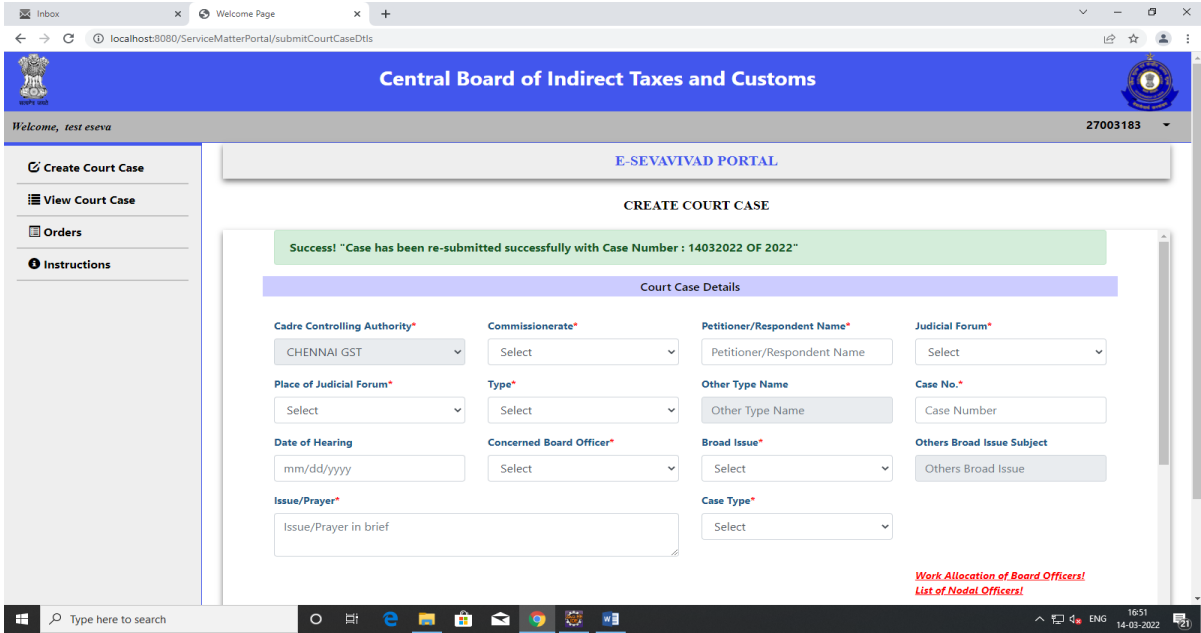 Inbox
Welcome Page
localhost:8080/ServiceMatterPortal/submitCourtCaseDtls
Central Board of Indirect Taxes and Customs
Welcome, test eseva
27003183
Create Court Case
View Court Case
Orders
Instructions
E-SEVAVIVAD PORTAL
CREATE COURT CASE
Success! "Case has been re-submitted successfully with Case Number : 14032022 OF 2022"
Court Case Details
Cadre Controlling Authority* Commissionerate* Petitioner/Respondent Name* Judicial Forum*
CHENNAI GST Select Petitioner/Respondent Name Select
Place of Judicial Forum* Type* Other Type Name Case No.*
Select Select Other Type Name Case Number
Date of Hearing Concerned Board Officer* Broad Issue* Others Broad Issue Subject
mm/dd/yyyy Select Select Others Broad Issue
Issue/Prayer* Case Type*
Issue/Prayer in brief Select
Work Allocation of Board Officers!
List of Nodal Officers!
Type here to search
ENG
16:51
14-03-2022
21